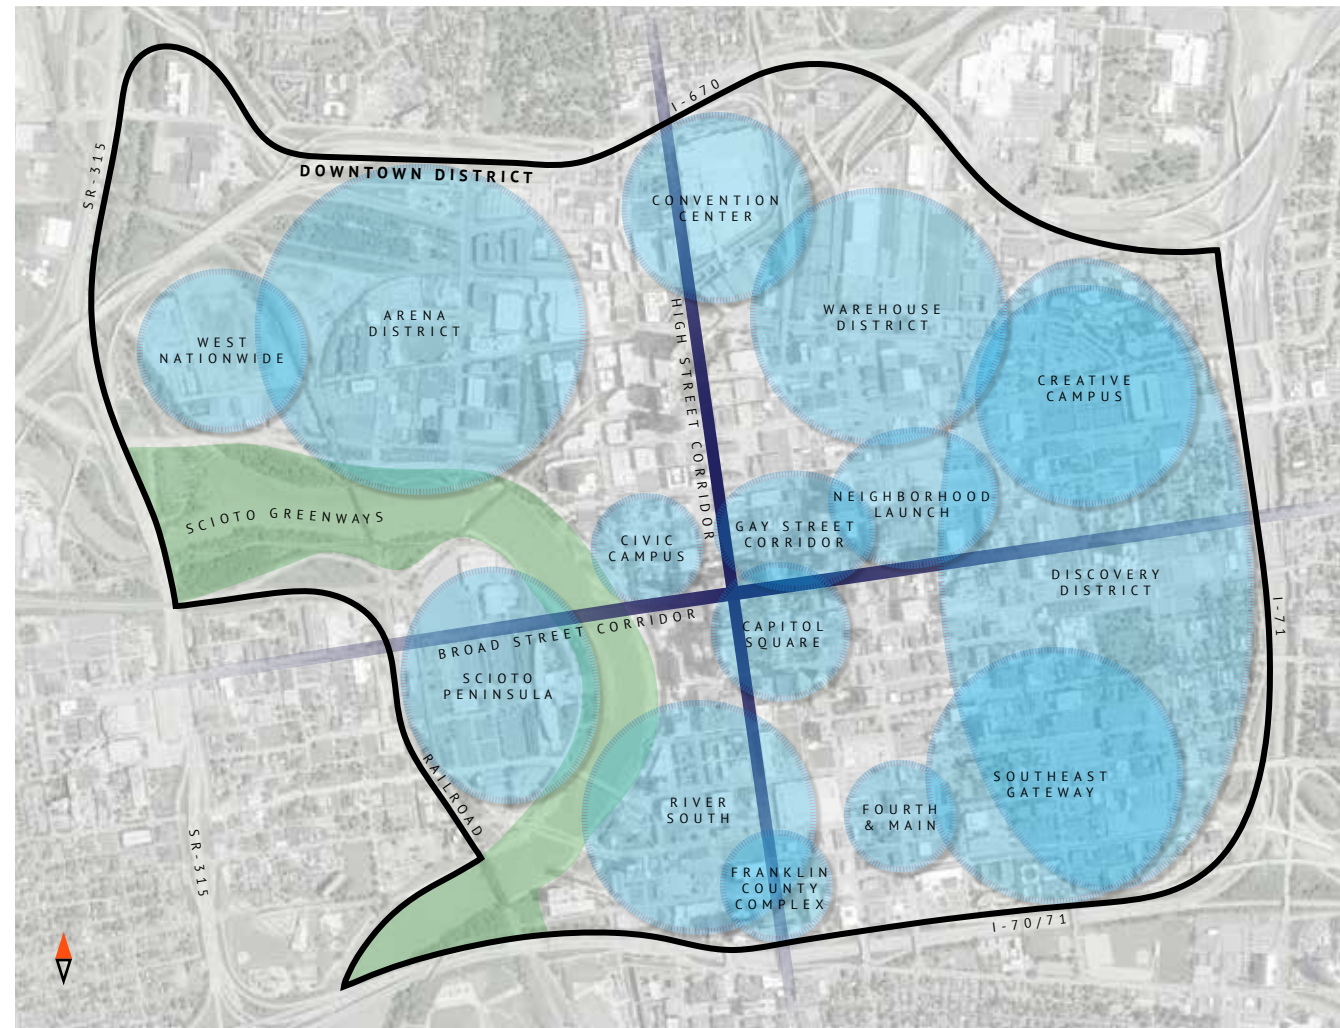 I-670
SR-315
DOWNTOWN DISTRICT
CONVENTION
CENTER
WAREHOUSE
DISTRICT
ARENA
DISTRICT
WEST
NATIONWIDE
HIGH STREET CORRIDOR
CREATIVE
CAMPUS
SCIOTO GREENWAYS
NEIGHBORHOOD
LAUNCH
GAY STREET
CORRIDOR
CIVIC
CAMPUS
DISCOVERY
DISTRICT
I-71
BROAD STREET CORRIDOR
CAPITOL
SQUARE
SCIOTO
PENINSULA
RAILROAD
SOUTHEAST
GATEWAY
RIVER
SOUTH
FOURTH
& MAIN
SR-315
FRANKLIN
COUNTY
COMPLEX
I-70/71